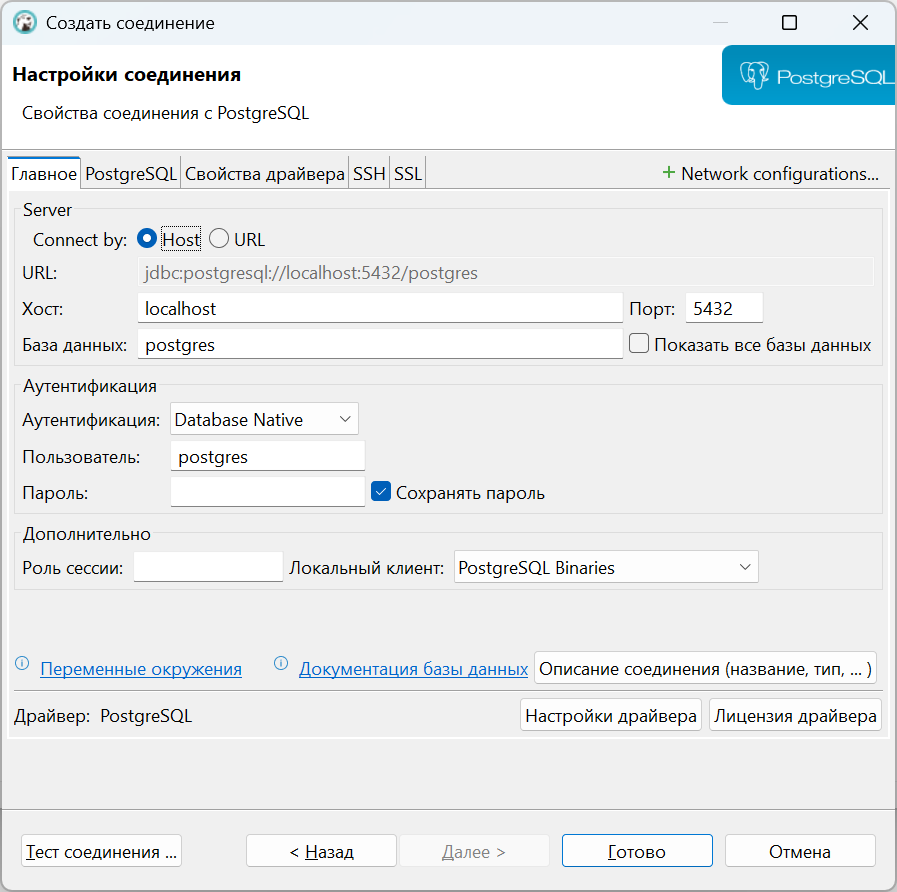 Создать соединение
Настройки соединения
Свойства соединения с PostgreSQL
PostgreSQL
Главное PostgreSQL Свойства драйвера SSH SSL + Network configurations...
Server
Connect by: Host URL
URL: jdbc:postgresql://localhost:5432/postgres
Хост: localhost Порт: 5432
База данных: postgres Показать все базы данных
Аутентификация
Аутентификация: Database Native
Пользователь: postgres
Пароль: Сохранять пароль
Дополнительно
Роль сессии: Локальный клиент: PostgreSQL Binaries
Переменные окружения Документация базы данных Описание соединения (название, тип, ... )
Драйвер: PostgreSQL Настройки драйвера Лицензия драйвера
Тест соединения ... < Назад Далее > Готово Отмена